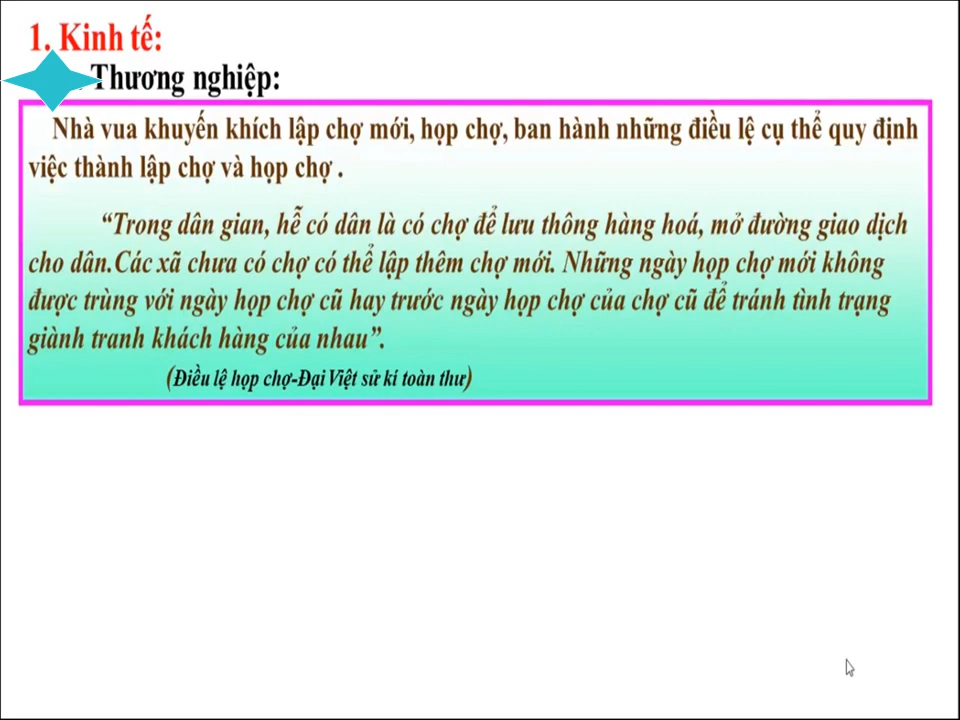 1. Kinh tế:
Thương nghiệp:
Nhà vua khuyến khích lập chợ mới, họp chợ, ban hành những điều lệ cụ thể quy định
việc thành lập chợ và họp chợ .
“Trong dân gian, hễ có dân là có chợ để lưu thông hàng hoá, mở đường giao dịch
cho dân.Các xã chưa có chợ có thể lập thêm chợ mới. Những ngày họp chợ mới không
được trùng với ngày họp chợ cũ hay trước ngày họp chợ của chợ cũ để tránh tình trạng
giành tranh khách hàng của nhau”.
(Điều lệ họp chợ-Đại Việt sử kí toàn thư)